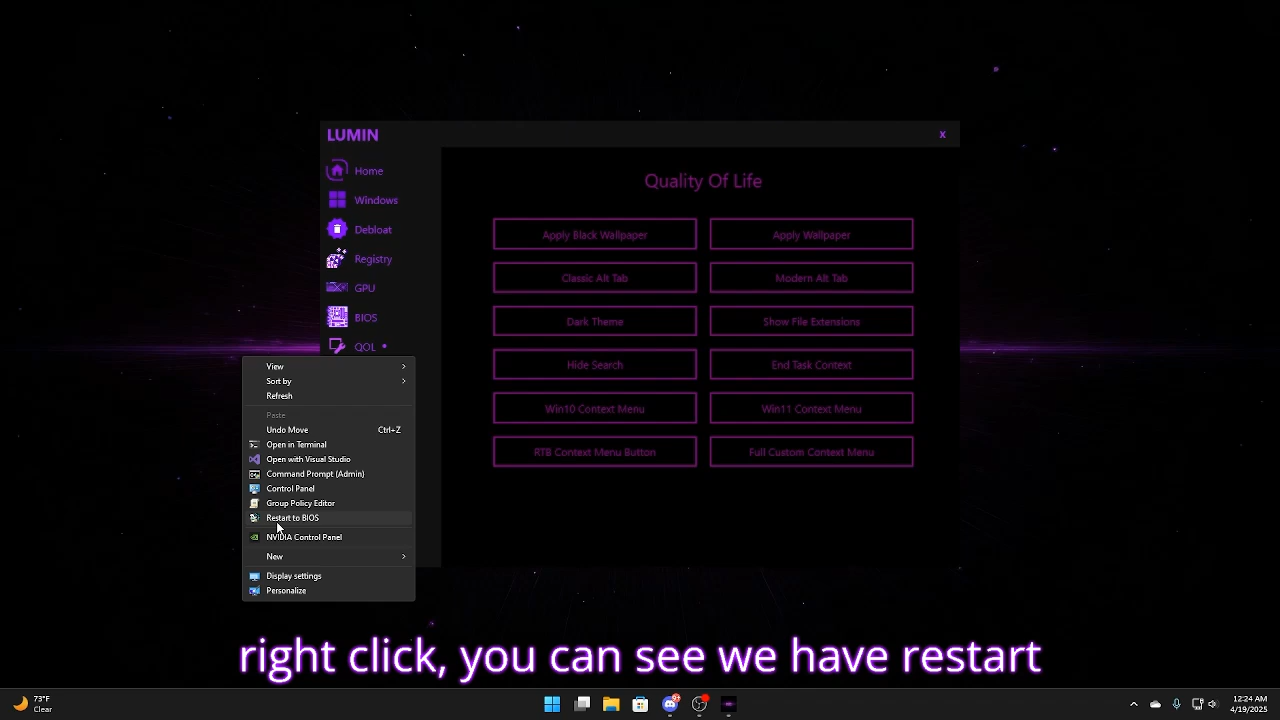 LUMIN
x
Home
Windows
Debloat
Registry
GPU
BIOS
QOL •
Quality Of Life
Apply Black Wallpaper
Apply Wallpaper
Classic Alt Tab
Modern Alt Tab
Dark Theme
Show File Extensions
Hide Search
End Task Context
Win10 Context Menu
Win11 Context Menu
RTB Context Menu Button
Full Custom Context Menu
View
Sort by
Refresh
Paste
Undo Move Ctrl+Z
Open in Terminal
Open with Visual Studio
Command Prompt (Admin)
Control Panel
Group Policy Editor
Restart to BIOS
NVIDIA Control Panel
New
Display settings
Personalize
right click, you can see we have restart
73°F
Clear
9+
12:24 AM
4/19/2025